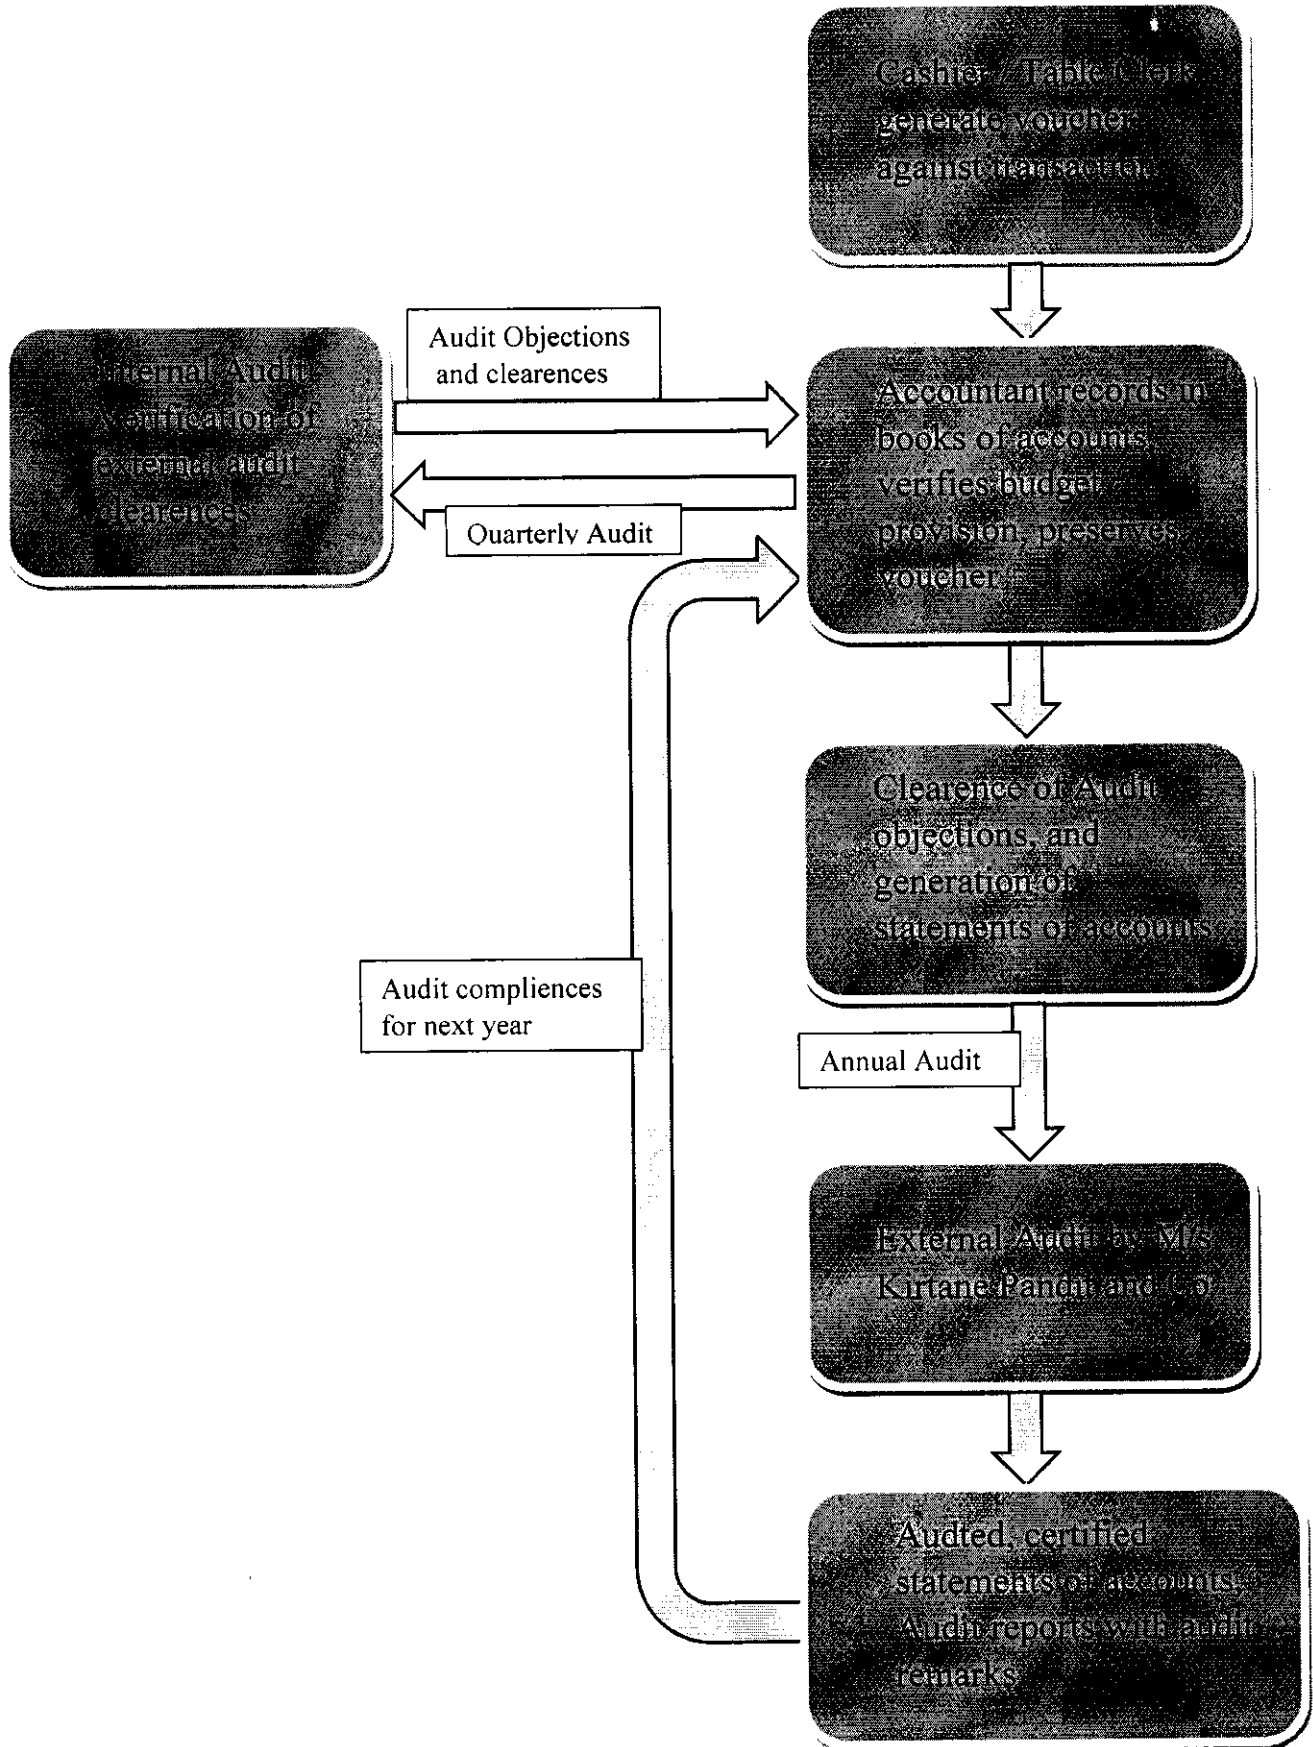 Cashier / Table Clerk
generate voucher
against transaction
Audit Objections
and clearences
Internal Audit,
Verification of
external audit
clearences
Accountant records in
books of accounts,
verifies budget
provision, preserves
voucher
Quarterly Audit
Clearence of Audit
objections, and
generation of
statements of accounts
Audit compliences
for next year
Annual Audit
External Audit by M/s
Kirtane Pandit and Co
Audted, certified
statements of accounts,
Audit reports with audit
remarks